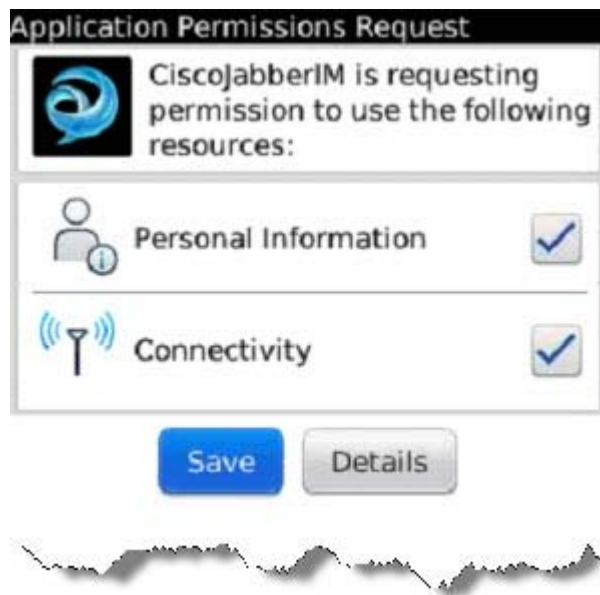 Application Permissions Request
CiscoJabberIM is requesting
permission to use the following
resources:
Personal Information
Connectivity
Save
Details